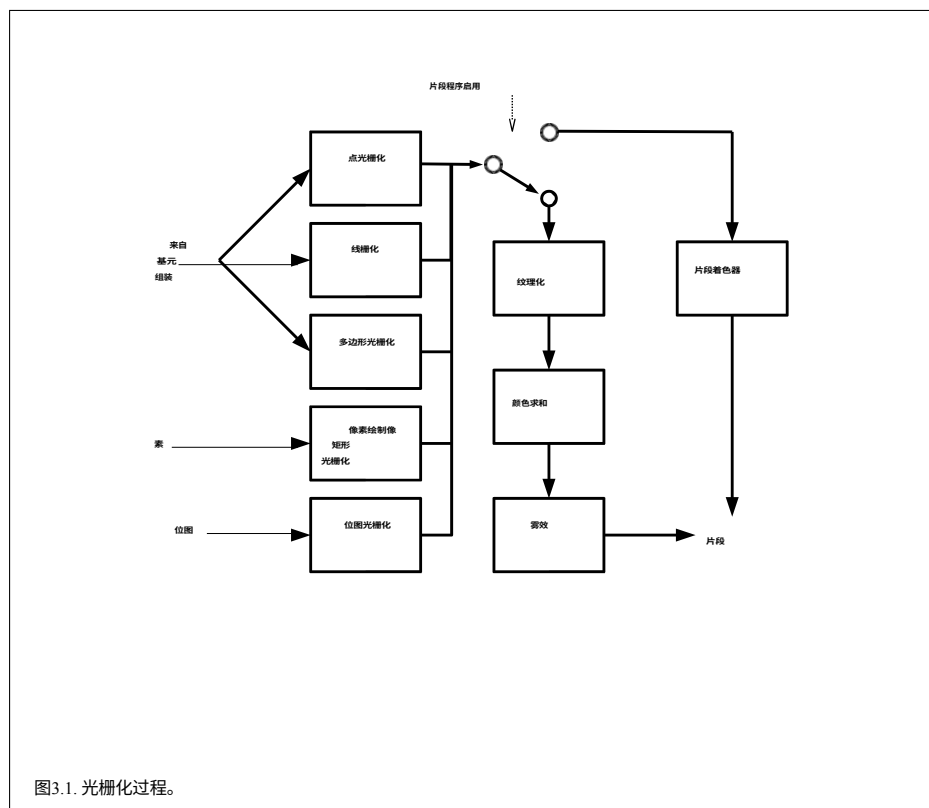 片段程序启用
点光栅化
来自
基元
组装
线栅化
多边形光栅化
素
像素绘制像
矩形
光栅化
位图
位图光栅化
纹理化
颜色求和
雾效
片段着色器
片段
图3.1. 光栅化过程。